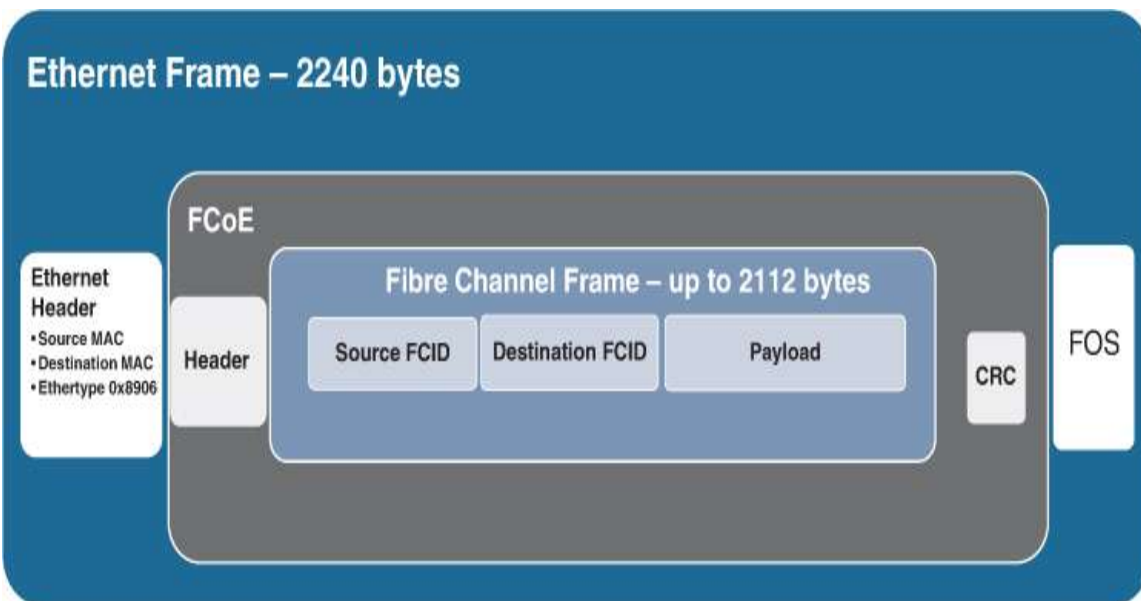 Ethernet Frame – 2240 bytes
FCoE
Ethernet
Header
•Source MAC
•Destination MAC
•Ethertype 0x8906
Header
Fibre Channel Frame – up to 2112 bytes
Source FCID
Destination FCID
Payload
CRC
FOS